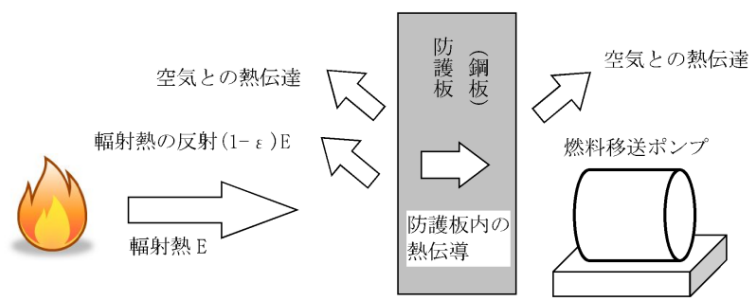 空気との熱伝達
輻射熱の反射(1-ε)E
輻射熱E
防護板
(鋼板)
防護板内の
熱伝導
空気との熱伝達
燃料移送ポンプ